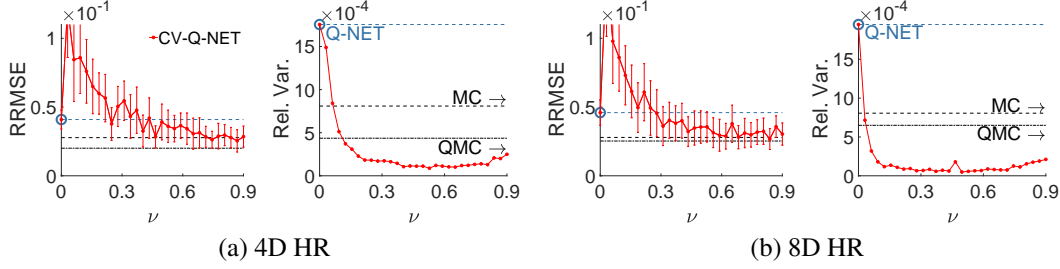 × 10⁻¹
1
0.5
0
RRMSE
CV-Q-NET
0 0.3 0.6 0.9
ν
× 10⁻⁴
15
10
5
0
Rel. Var.
Q-NET
MC →
QMC →
0 0.3 0.6 0.9
ν
(a) 4D HR
× 10⁻¹
1
0.5
0
RRMSE
0 0.3 0.6 0.9
ν
× 10⁻⁴
15
10
5
0
Rel. Var.
Q-NET
MC →
QMC →
0 0.3 0.6 0.9
ν
(b) 8D HR